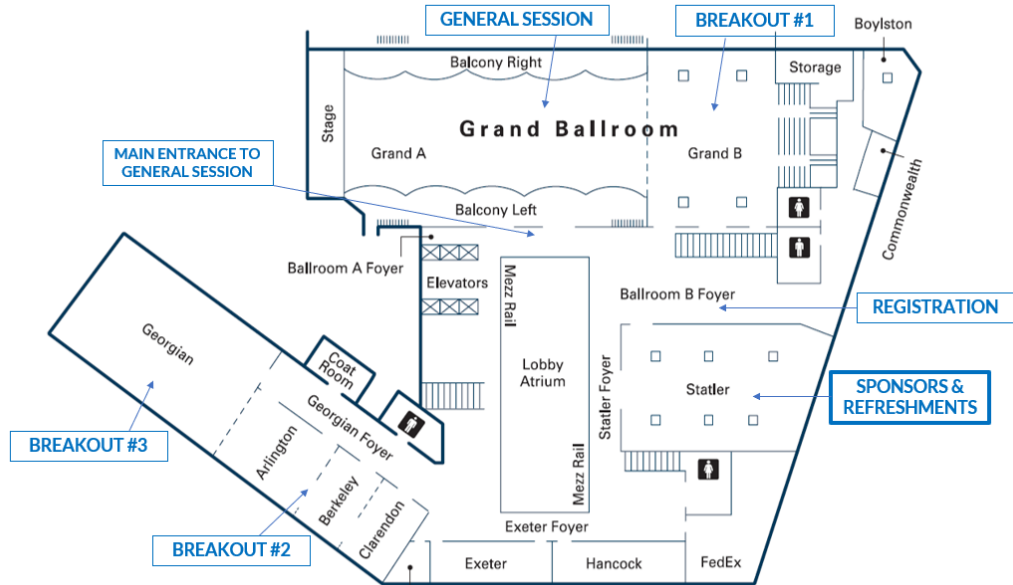 GENERAL SESSION
BREAKOUT #1
Boylston
Balcony Right
Storage
Stage
Grand Ballroom
Grand A
Grand B
MAIN ENTRANCE TO
GENERAL SESSION
Balcony Left
Commonwealth
Ballroom A Foyer
Elevators
Mezz Rail
Ballroom B Foyer
REGISTRATION
Georgian
Coat
Room
Lobby
Atrium
Statler Foyer
Statler
SPONSORS &
REFRESHMENTS
Georgian Foyer
BREAKOUT #3
Arlington
Mezz Rail
Berkeley
Clarendon
BREAKOUT #2
Exeter Foyer
Exeter
Hancock
FedEx